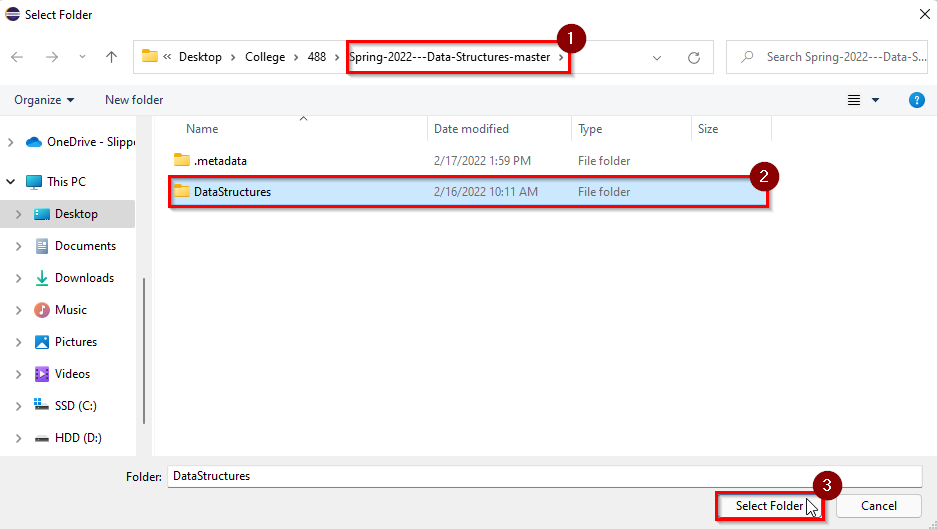 Select Folder
1
« Desktop > College > 488 > Spring-2022---Data-Structures-master >
Search Spring-2022---Data-S...
Organize New folder
?
Name Date modified Type Size
OneDrive - Slippe
.metadata 2/17/2022 1:59 PM File folder
2
This PC
DataStructures 2/16/2022 10:11 AM File folder
Desktop
Documents
Downloads
Music
Pictures
Videos
SSD (C:)
HDD (D:)
Folder: DataStructures
3
Select Folder Cancel